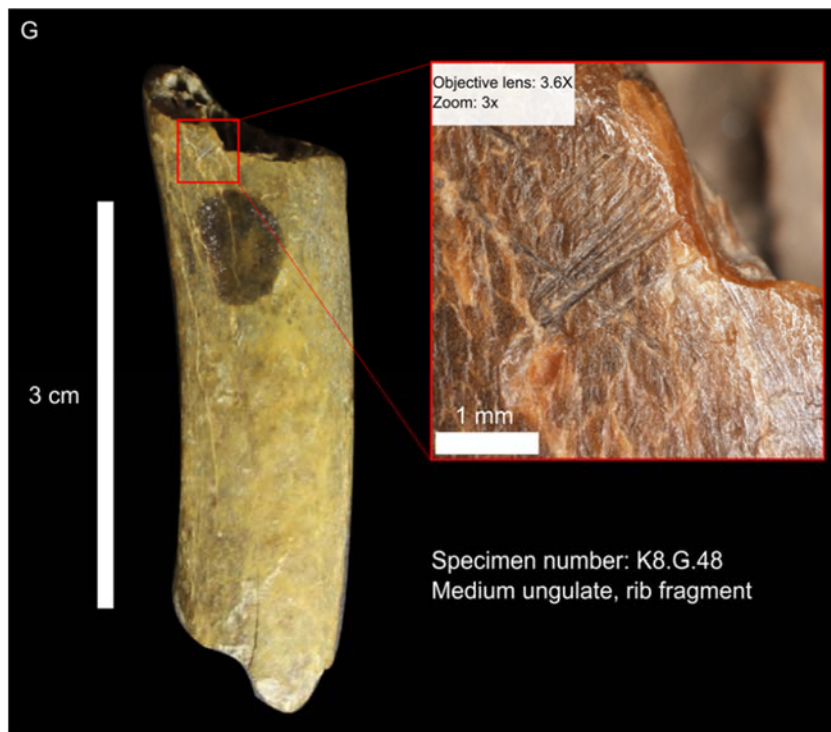 G
Objective lens: 3.6X
Zoom: 3x
3 cm
1 mm
Specimen number: K8.G.48
Medium ungulate, rib fragment